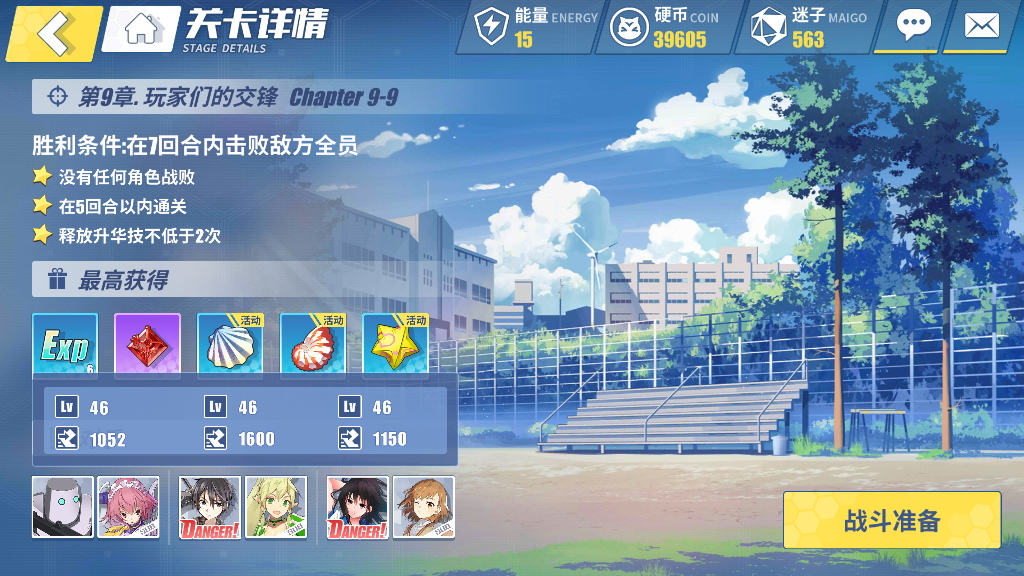 关卡详情
STAGE DETAILS
能量 ENERGY
15
硬币 COIN
39605
迷子 MAIGO
563
第9章.玩家们的交锋 Chapter 9-9
胜利条件:在7回合内击败敌方全员
没有任何角色战败
在5回合以内通关
释放升华技不低于2次
最高获得
Exp
6
活动
活动
活动
Lv 46
Lv 46
Lv 46
1052
1600
1150
DANGER!
DANGER!
战斗准备